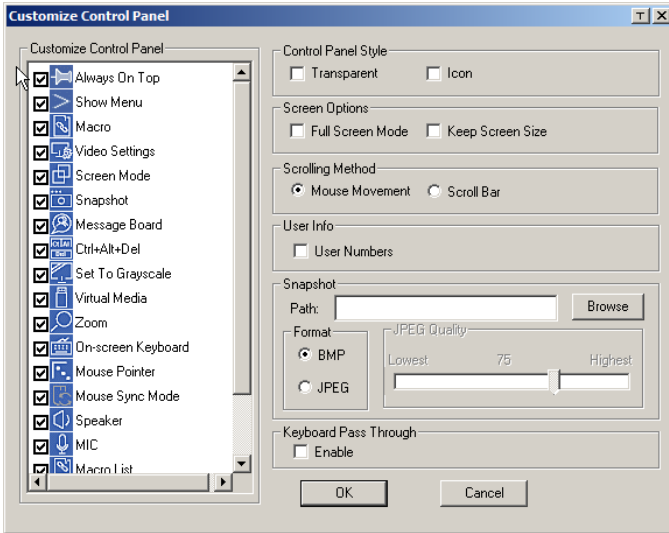 Customize Control Panel
Customize Control Panel
Always On Top
Show Menu
Macro
Video Settings
Screen Mode
Snapshot
Message Board
Ctrl+Alt+Del
Set To Grayscale
Virtual Media
Zoom
On-screen Keyboard
Mouse Pointer
Mouse Sync Mode
Speaker
MIC
Macro List
Control Panel Style
Transparent Icon
Screen Options
Full Screen Mode Keep Screen Size
Scrolling Method
Mouse Movement Scroll Bar
User Info
User Numbers
Snapshot
Path: Browse
Format
BMP
JPEG
JPEG Quality
Lowest 75 Highest
Keyboard Pass Through
Enable
OK Cancel